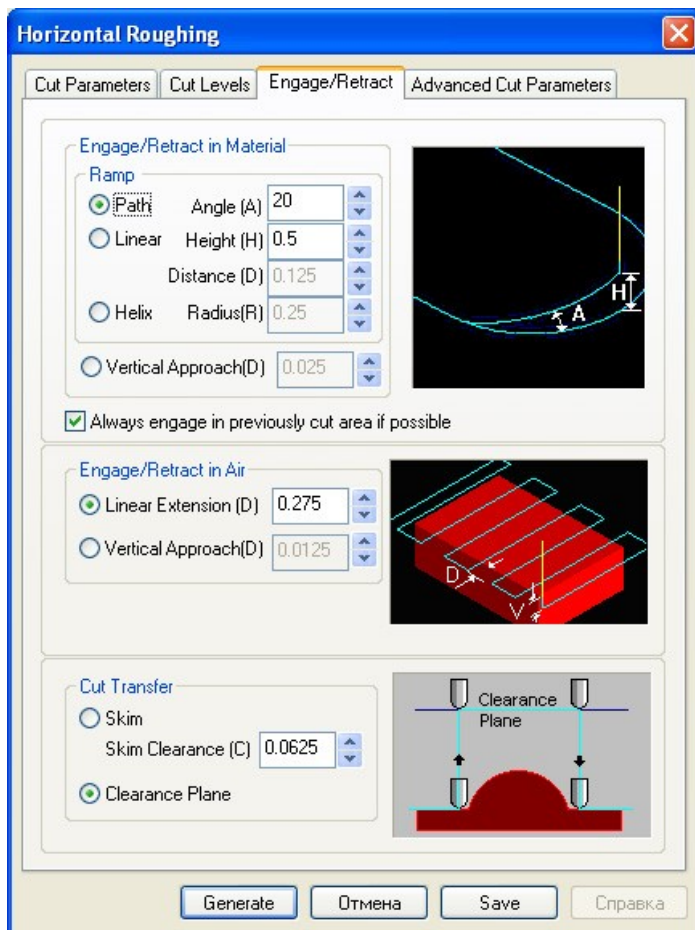 Horizontal Roughing
Cut Parameters Cut Levels Engage/Retract Advanced Cut Parameters
Engage/Retract in Material
Ramp
Path Angle (A) 20
Linear Height (H) 0.5
Distance (D) 0.125
Helix Radius(R) 0.25
Vertical Approach(D) 0.025
H
A
Always engage in previously cut area if possible
Engage/Retract in Air
Linear Extension (D) 0.275
Vertical Approach(D) 0.0125
D
V
Cut Transfer
Skim
Skim Clearance (C) 0.0625
Clearance Plane
Clearance
Plane
Generate Отмена Save Справка